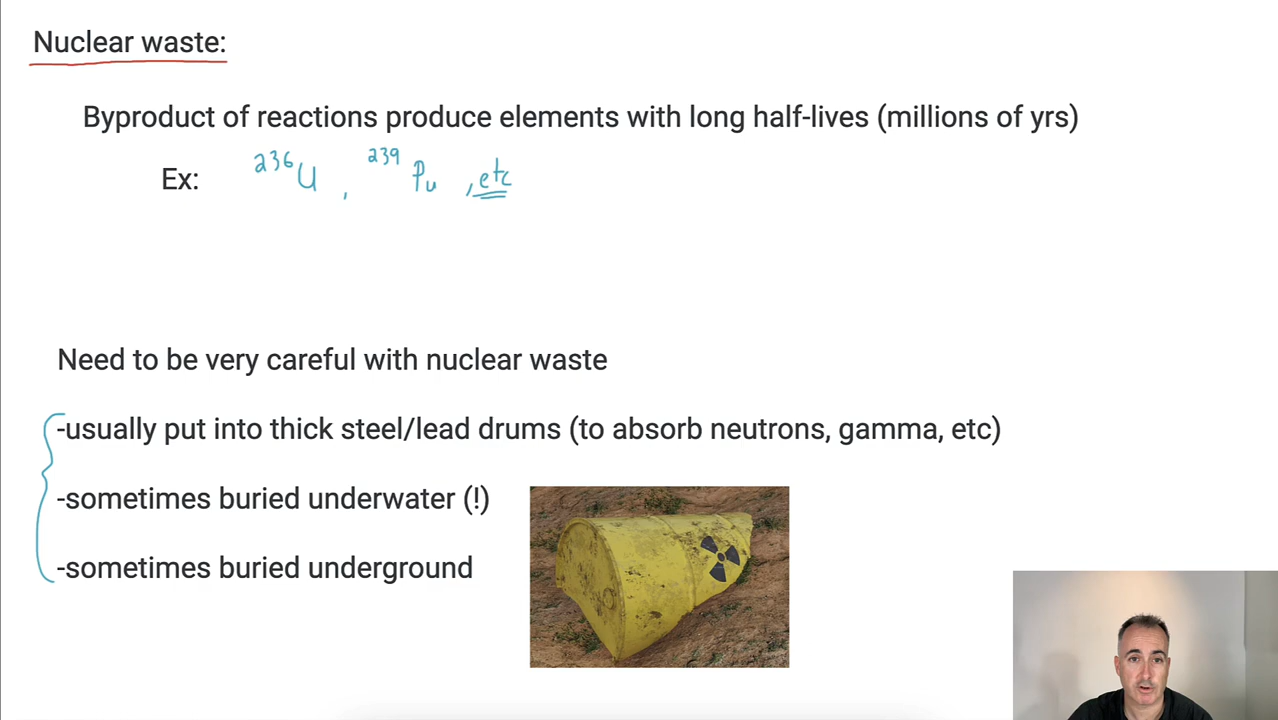 Nuclear waste:
Byproduct of reactions produce elements with long half-lives (millions of yrs)
Ex: ²³⁶U, ²³⁹Pu, etc
Need to be very careful with nuclear waste
-usually put into thick steel/lead drums (to absorb neutrons, gamma, etc)
-sometimes buried underwater (!)
-sometimes buried underground